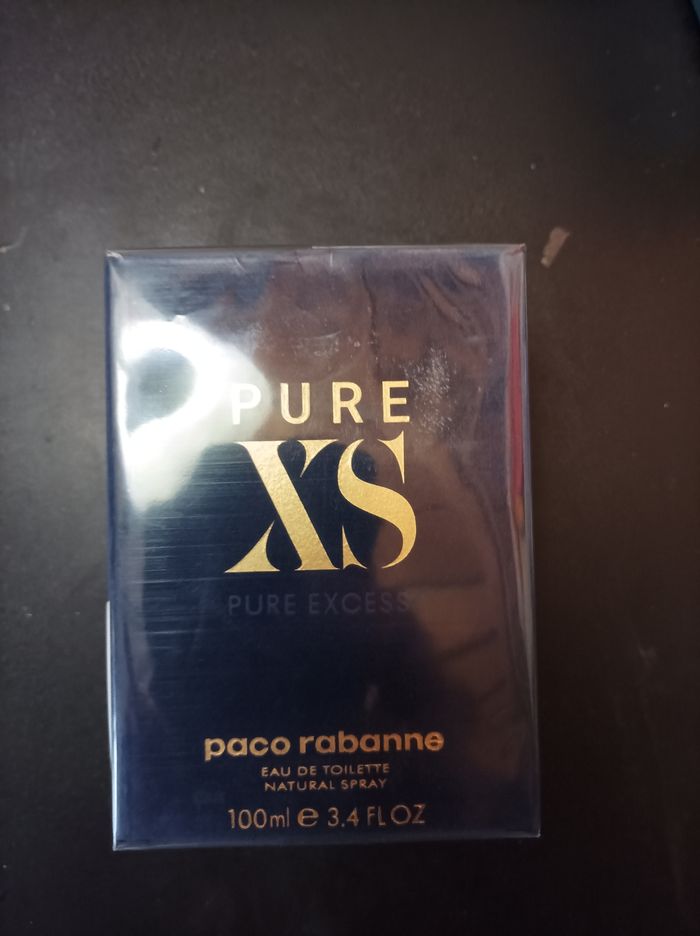 PURE
XS
PURE EXCESS
paco rabanne
EAU DE TOILETTE
NATURAL SPRAY
100ml e 3.4 FL OZ